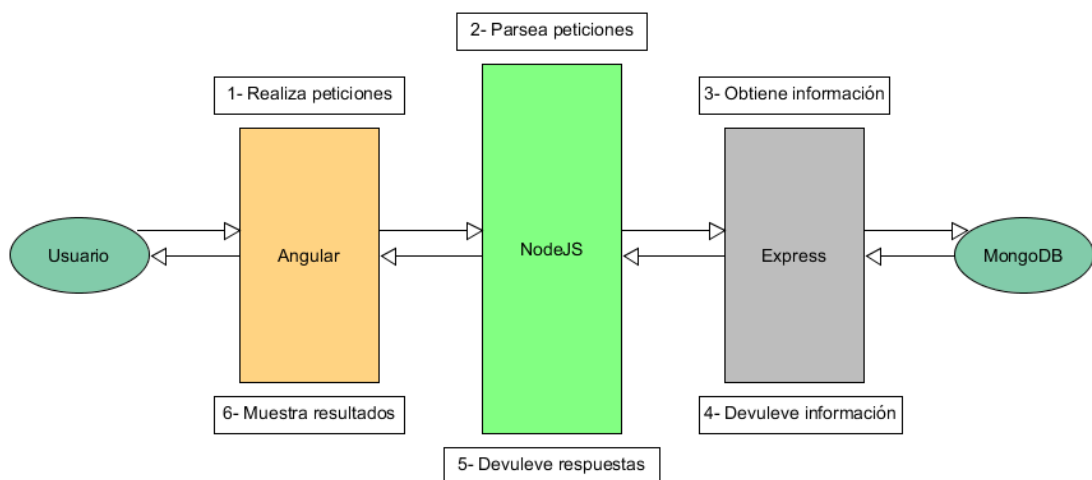 2- Parsea peticiones
1- Realiza peticiones
3- Obtiene información
Usuario
Angular
NodeJS
Express
MongoDB
6- Muestra resultados
4- Devuleve información
5- Devuleve respuestas